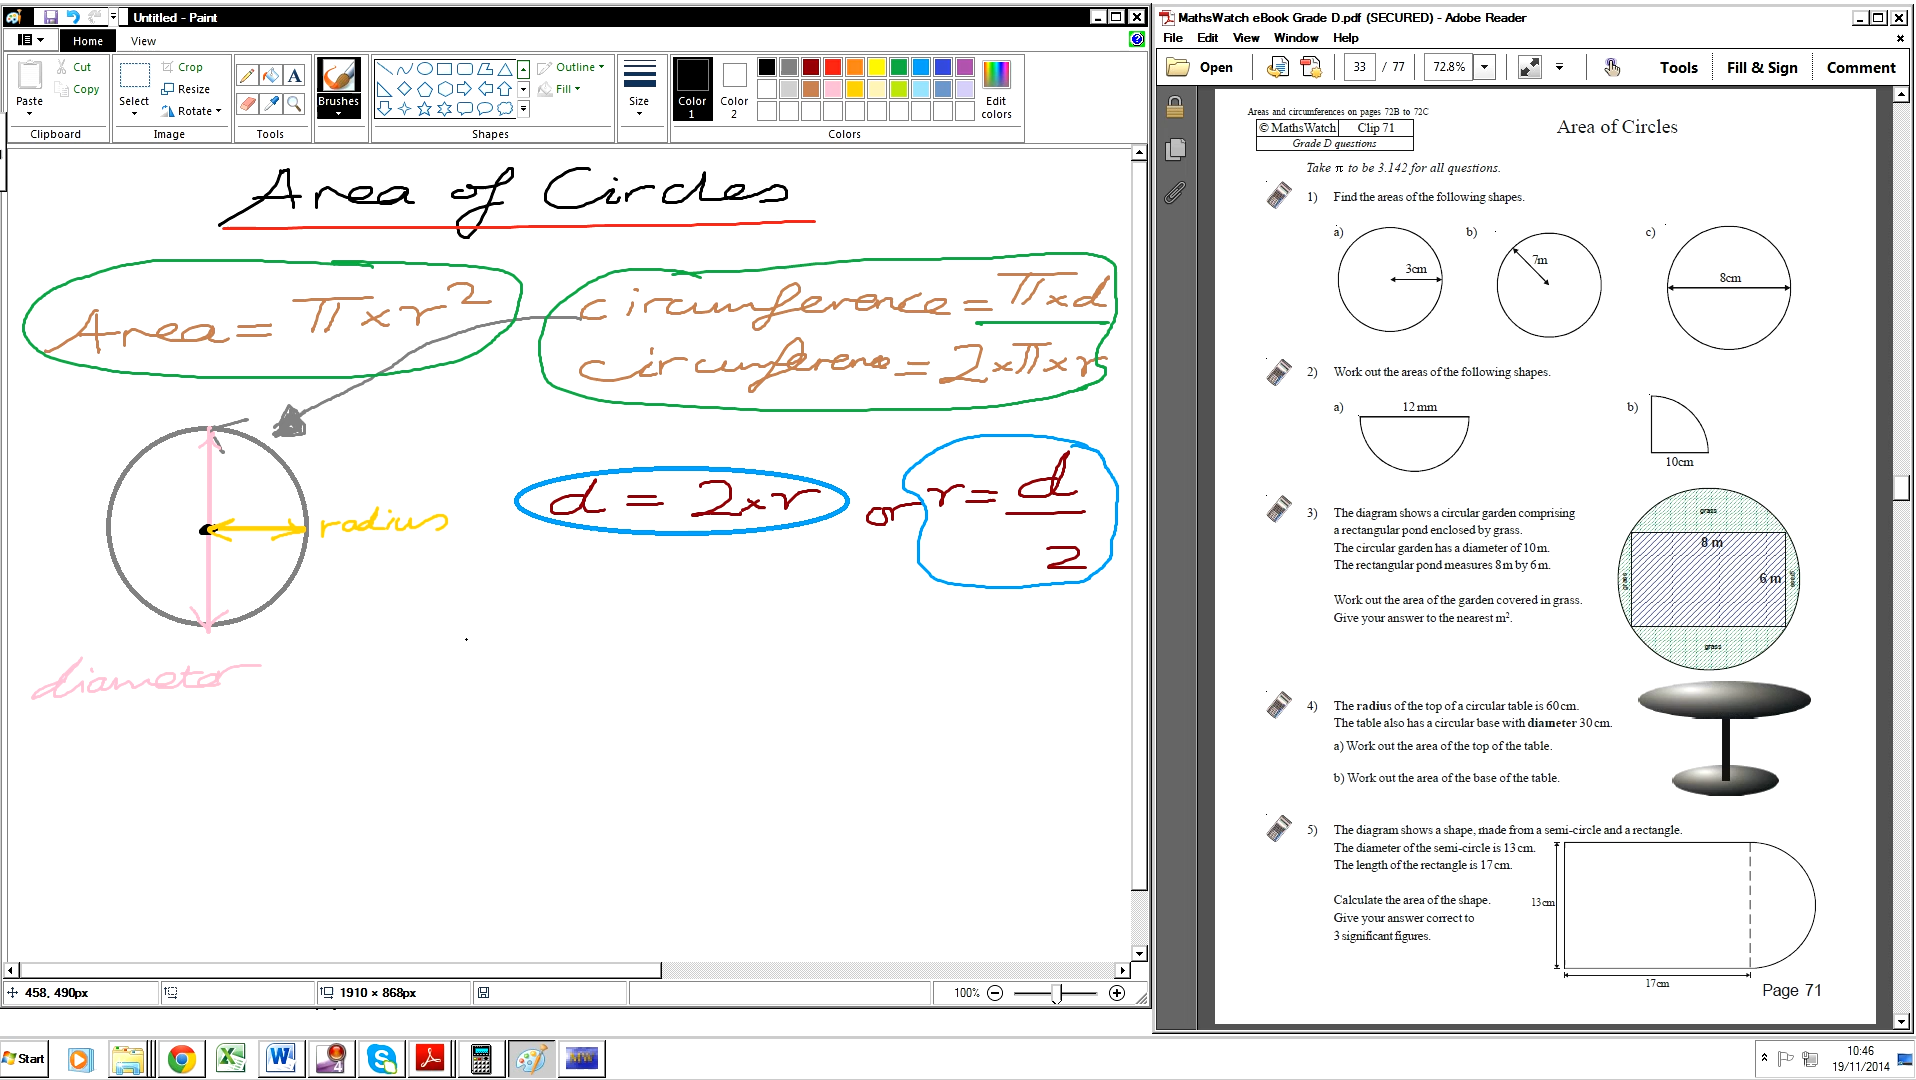 Untitled - Paint
Home
View
Cut
Copy
Paste
Clipboard
Crop
Resize
Rotate
Select
Image
A
Tools
Brushes
Outline
Fill
Shapes
Size
Color 1
Color 2
Edit colors
Colors
Area of Circles
Area = π × r²
circumference = π × d
circumference = 2 × π × r
radius
diameter
d = 2 × r
or
r = d
2
458, 490px
1910 × 868px
100%
MathsWatch eBook Grade D.pdf (SECURED) - Adobe Reader
File Edit View Window Help
Open
33 / 77
72.8%
Tools
Fill & Sign
Comment
Areas and circumferences on pages 72B to 72C
© MathsWatch Clip 71
Grade D questions
Area of Circles
Take π to be 3.142 for all questions.
1) Find the areas of the following shapes.
a) b) c)
3cm
7m
8cm
2) Work out the areas of the following shapes.
a) 12mm
b)
10cm
3) The diagram shows a circular garden comprising
a rectangular pond enclosed by grass.
The circular garden has a diameter of 10m.
The rectangular pond measures 8m by 6m.
Work out the area of the garden covered in grass.
Give your answer to the nearest m².
grass
8 m
grass
6 m
grass
grass
4) The radius of the top of a circular table is 60cm.
The table also has a circular base with diameter 30cm.
a) Work out the area of the top of the table.
b) Work out the area of the base of the table.
5) The diagram shows a shape, made from a semi-circle and a rectangle.
The diameter of the semi-circle is 13cm.
The length of the rectangle is 17cm.
Calculate the area of the shape.
Give your answer correct to
3 significant figures.
13cm
17cm
Page 71
Start
4
10:46
19/11/2014